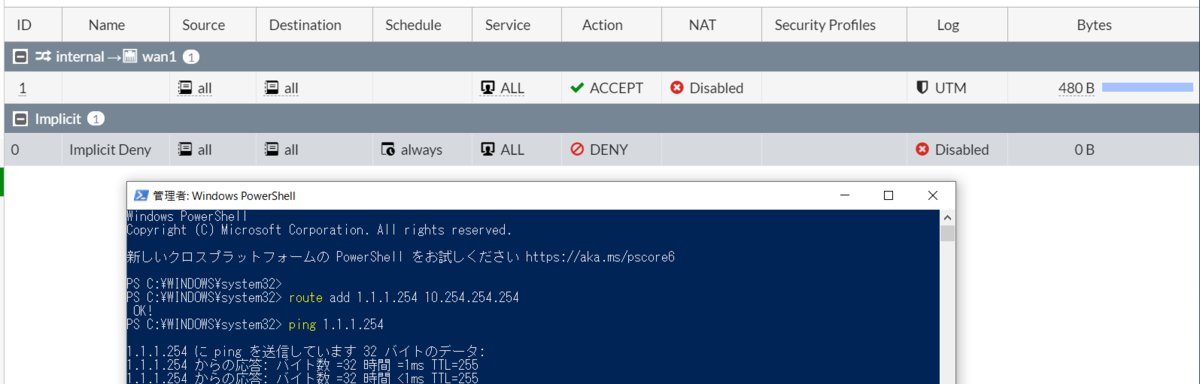 ID Name Source Destination Schedule Service Action NAT Security Profiles Log Bytes
internal → wan1 1
1 all all ALL ACCEPT Disabled UTM 480 B
Implicit 1
0 Implicit Deny all all always ALL DENY Disabled 0 B
管理者: Windows PowerShell
Windows PowerShell
Copyright (C) Microsoft Corporation. All rights reserved.
新しいクロスプラットフォームの PowerShell をお試しください https://aka.ms/pscore6
PS C:¥WINDOWS¥system32>
PS C:¥WINDOWS¥system32> route add 1.1.1.254 10.254.254.254
OK!
PS C:¥WINDOWS¥system32> ping 1.1.1.254
1.1.1.254 に ping を送信しています 32 バイトのデータ:
1.1.1.254 からの応答: バイト数 =32 時間 =1ms TTL=255
1.1.1.254 からの応答: バイト数 =32 時間 <1ms TTL=255